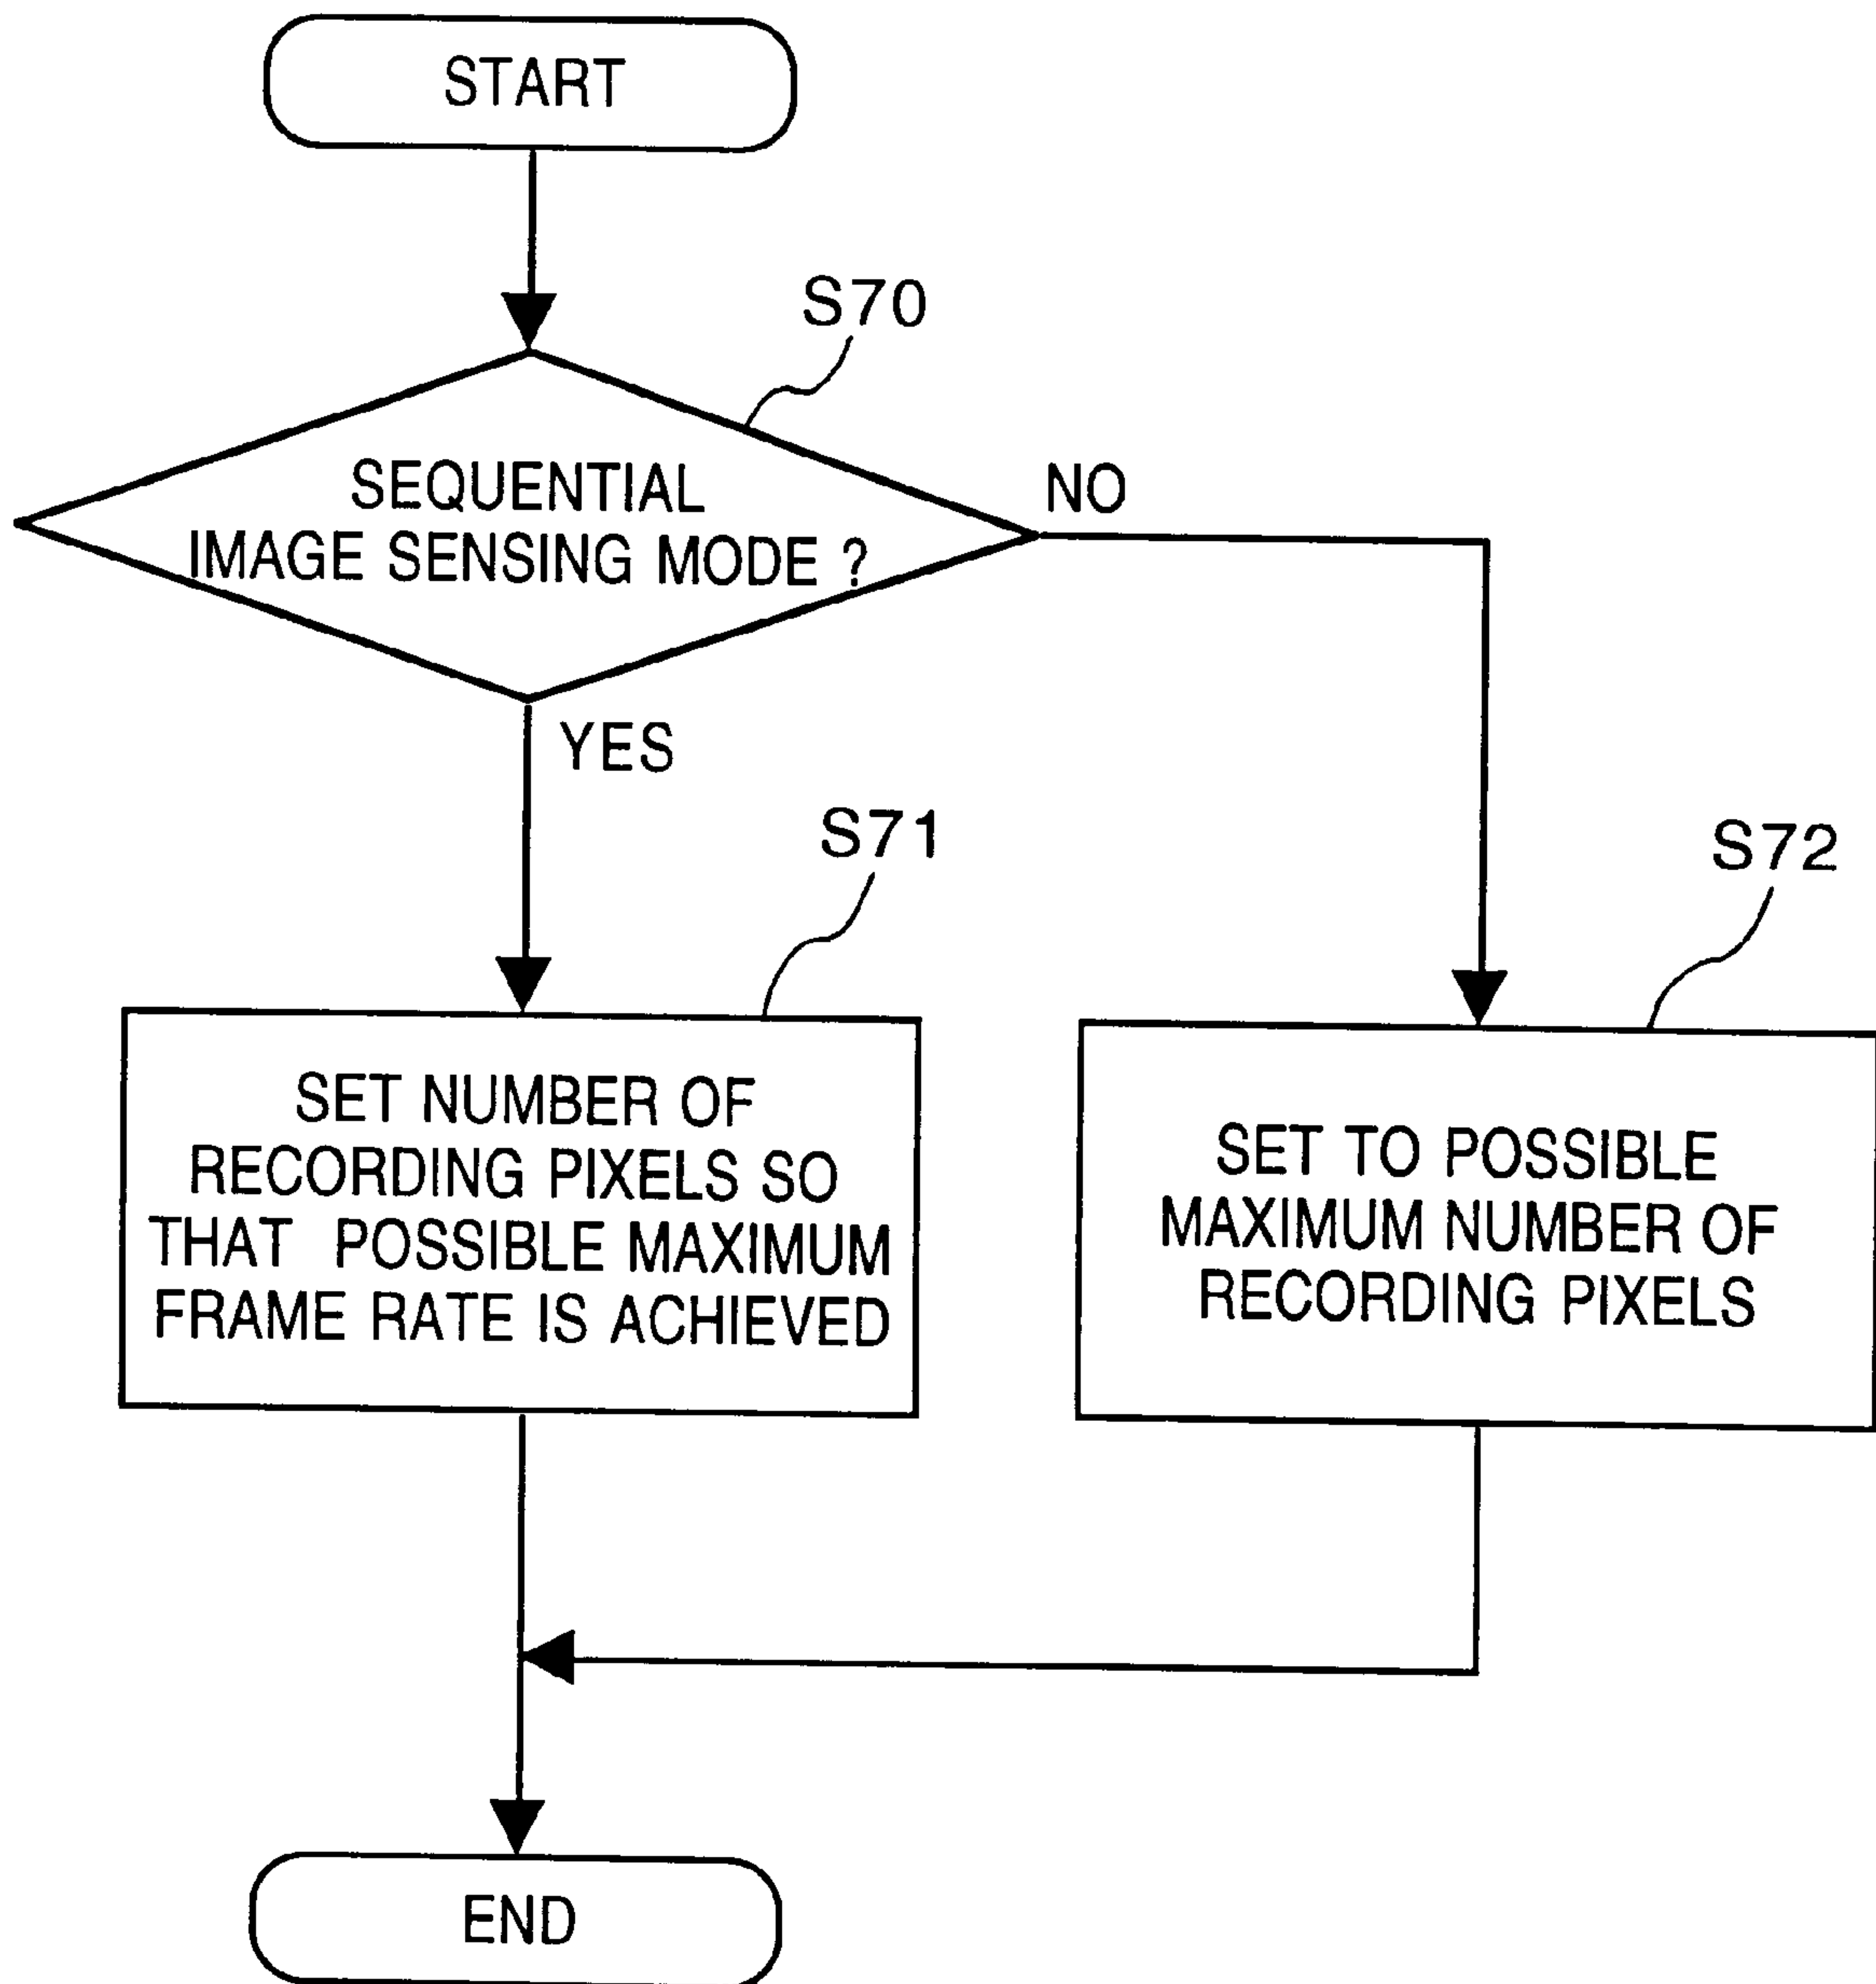 START
S70
SEQUENTIAL
IMAGE SENSING MODE ?
NO
YES
S71
S72
SET NUMBER OF
RECORDING PIXELS SO
THAT POSSIBLE MAXIMUM
FRAME RATE IS ACHIEVED
SET TO POSSIBLE
MAXIMUM NUMBER OF
RECORDING PIXELS
END